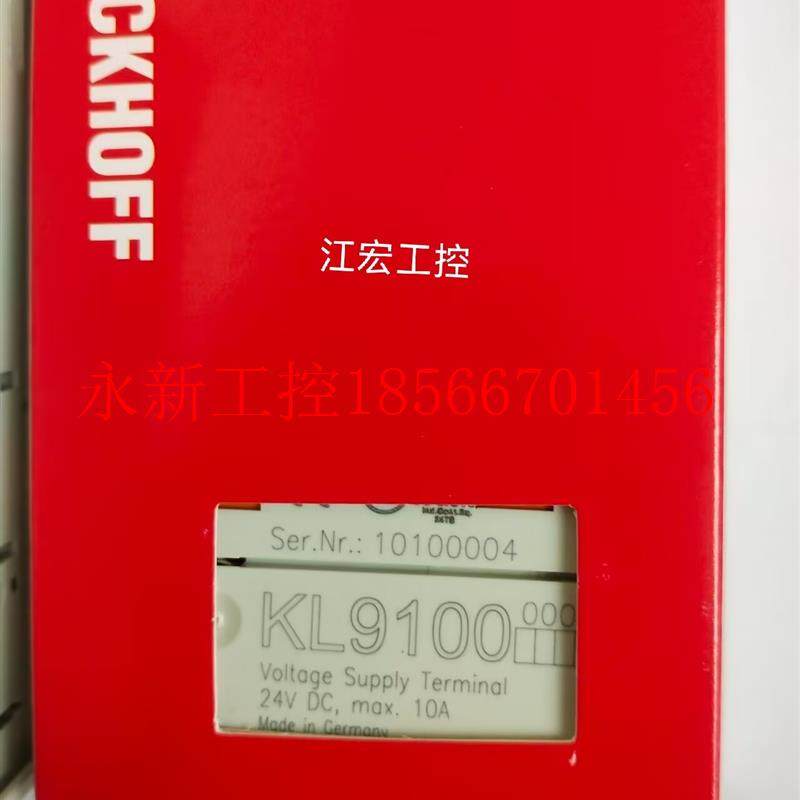 CKHOFF
江宏工控
永新工控18566701456
Ser.Nr.: 10100004
KL9100 000
Voltage Supply Terminal
24V DC, max. 10A
Made in Germany